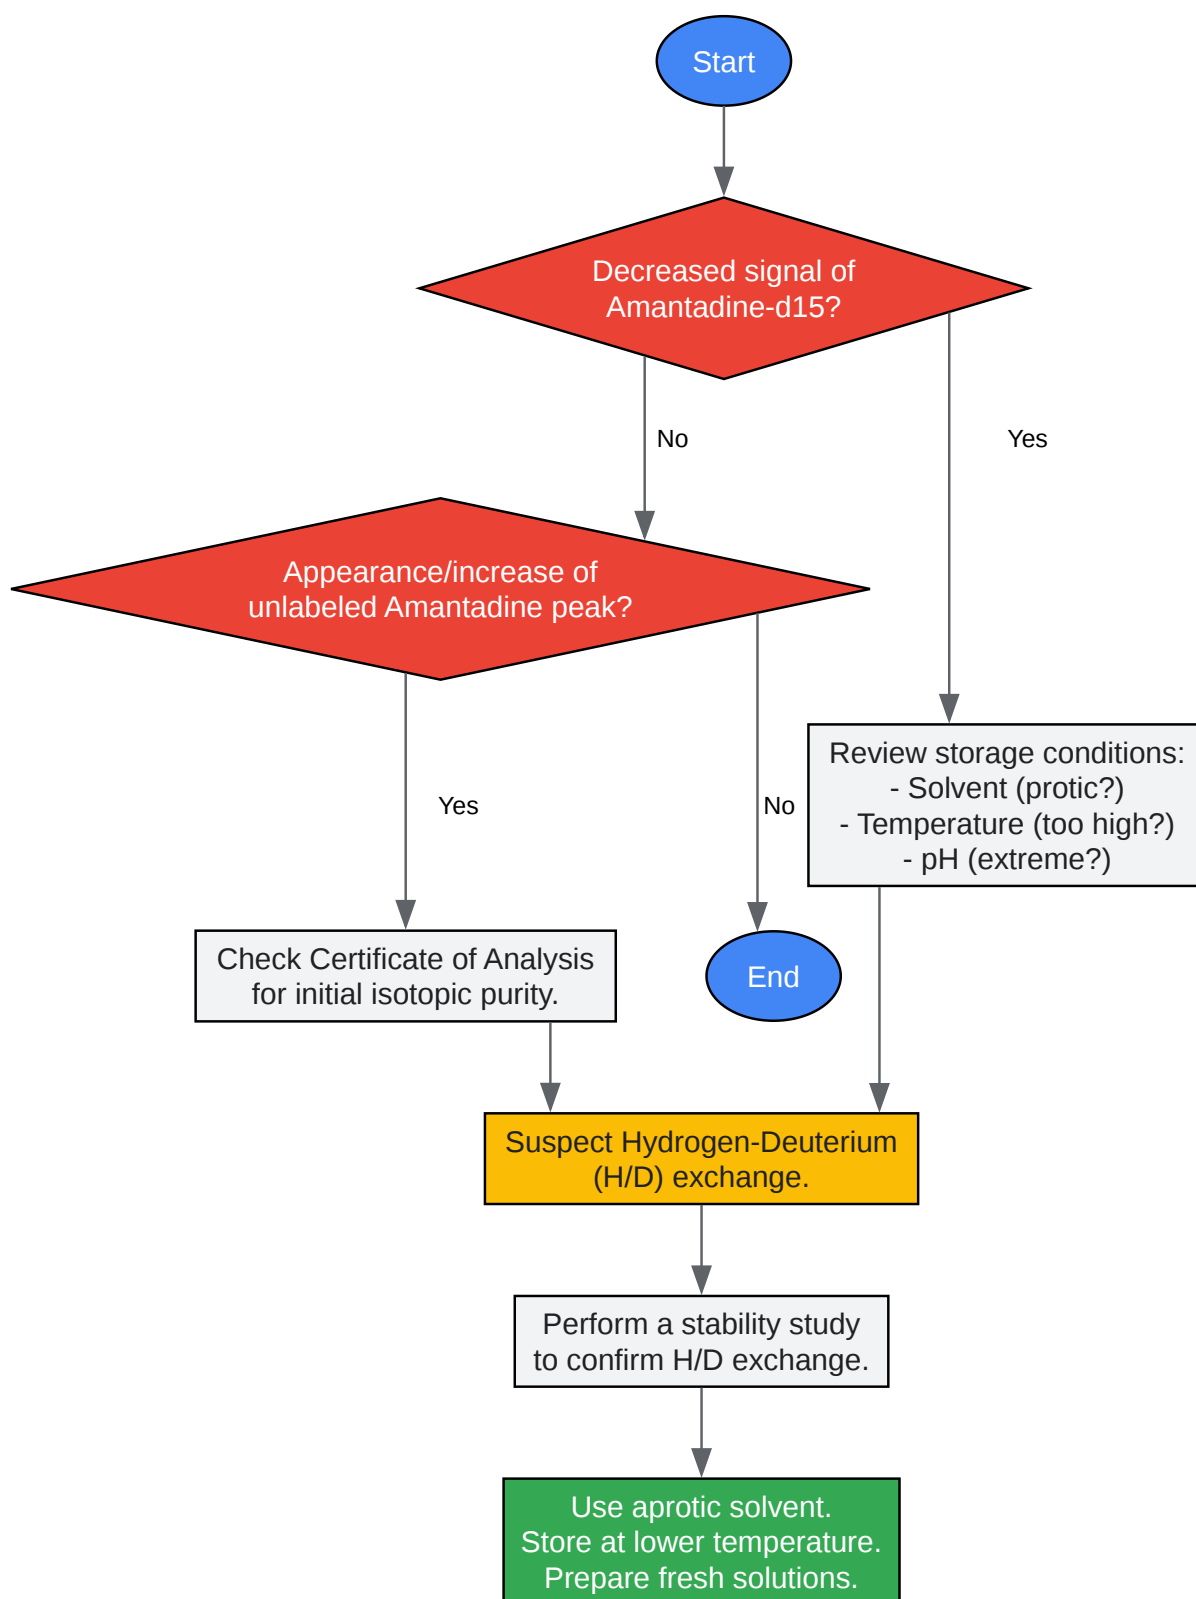 Start
Decreased signal of
Amantadine-d15?
No
Yes
Appearance/increase of
unlabeled Amantadine peak?
Review storage conditions:
- Solvent (protic?)
- Temperature (too high?)
- pH (extreme?)
Yes
No
Check Certificate of Analysis
for initial isotopic purity.
End
Suspect Hydrogen-Deuterium
(H/D) exchange.
Perform a stability study
to confirm H/D exchange.
Use aprotic solvent.
Store at lower temperature.
Prepare fresh solutions.